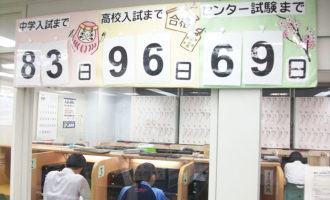 中学入試まで 高校入試まで センター試験まで
合格
83日 96日 69日